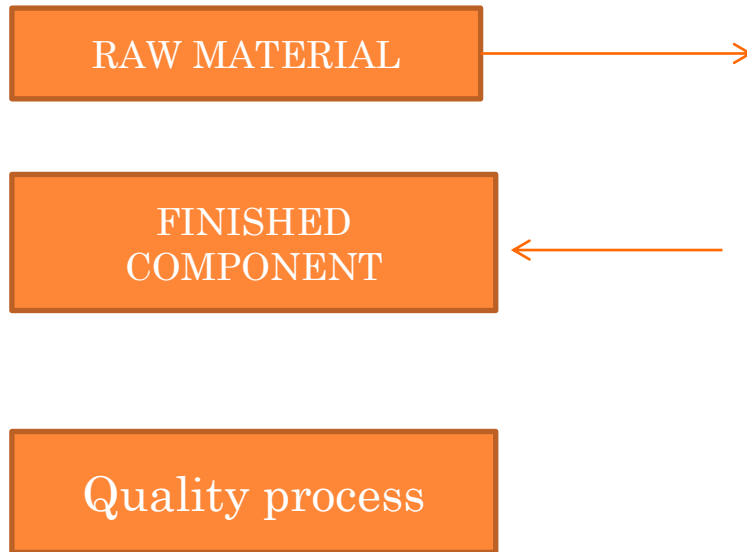 RAW MATERIAL
FINISHED
COMPONENT
Quality process